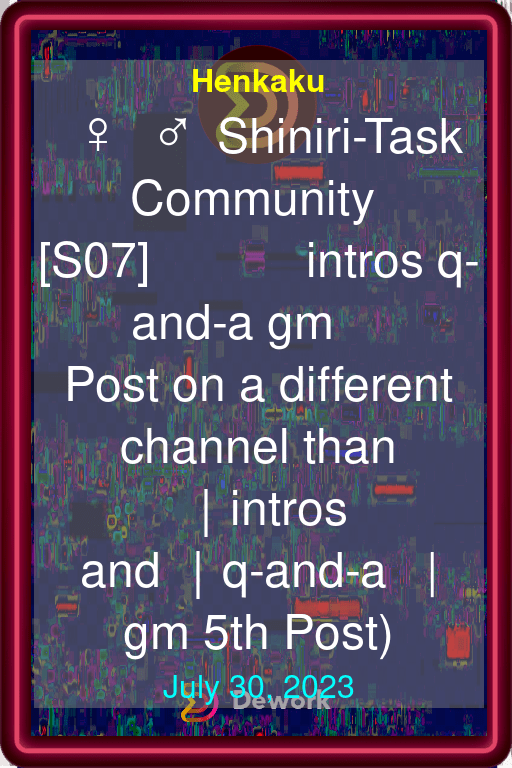 Henkaku
♀ ♂ Shiniri-Task
Community
[S07] intros q-
and-a gm
Post on a different
channel than
| intros
and | q-and-a |
gm 5th Post)
July 30, 2023
Dework